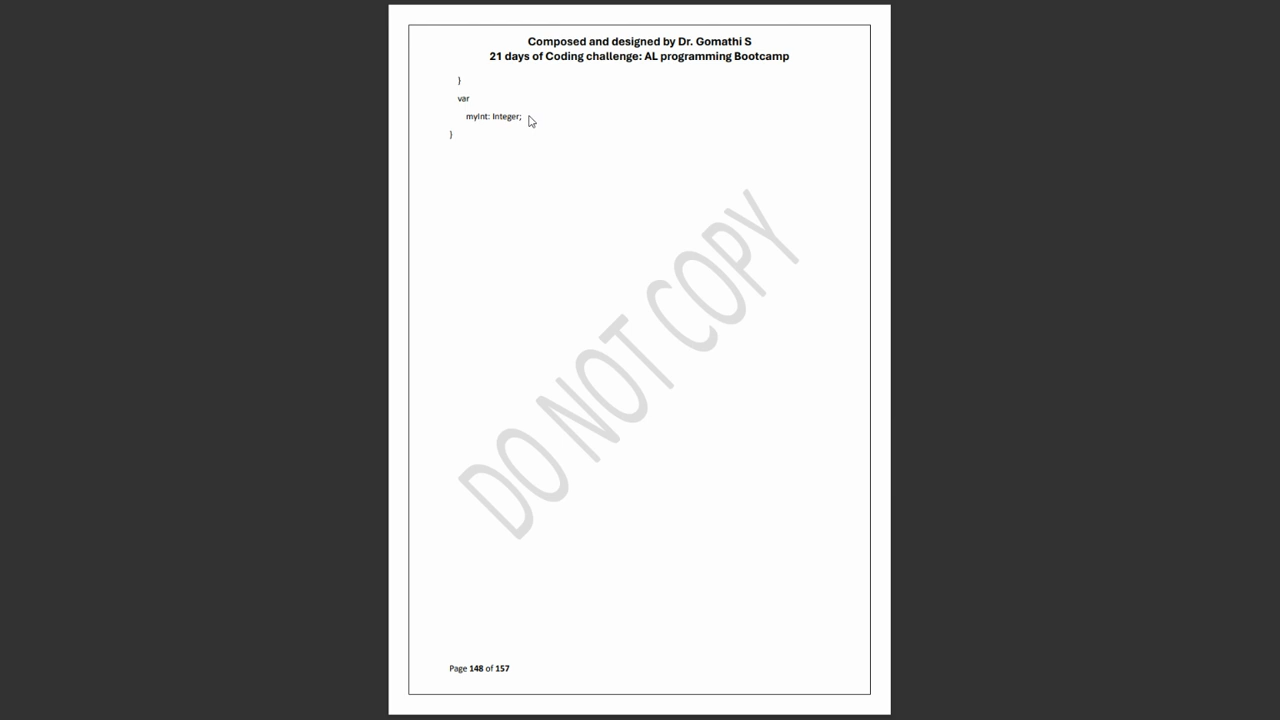 Composed and designed by Dr. Gomathi S
21 days of Coding challenge: AL programming Bootcamp
}
var
myInt: Integer;
}
DO NOT COPY
Page 148 of 157